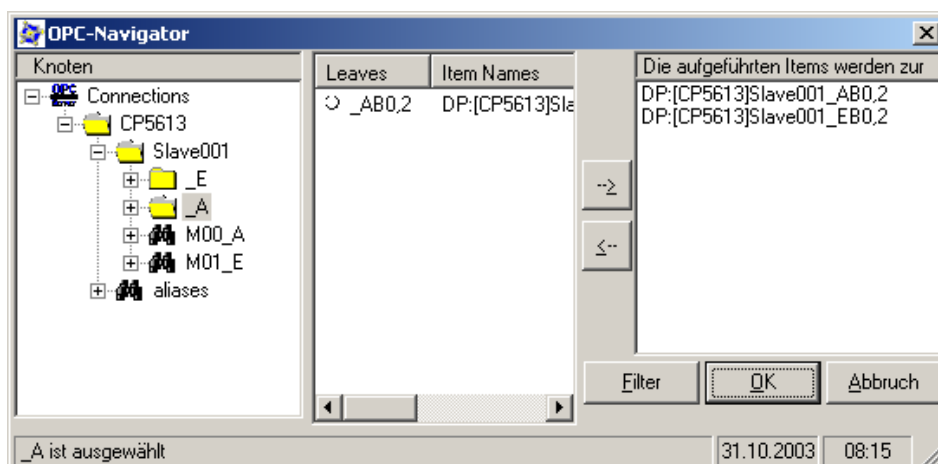 OPC-Navigator
Knoten
OPC
Connections
CP5613
Slave001
_E
_A
M00_A
M01_E
aliases
Leaves Item Names
_AB0,2 DP:[CP5613]Sla
-->
<--
Die aufgeführten Items werden zur
DP:[CP5613]Slave001_AB0,2
DP:[CP5613]Slave001_EB0,2
Filter OK Abbruch
_A ist ausgewählt 31.10.2003 08:15